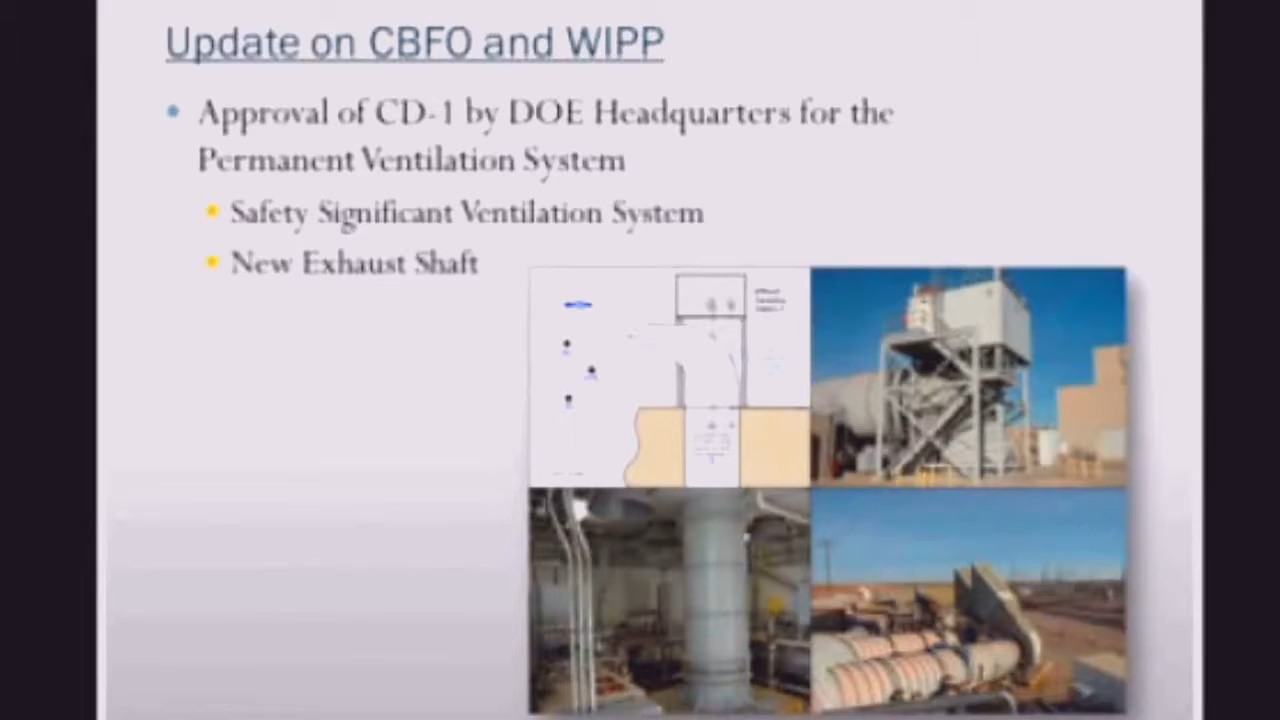 Update on CBFO and WIPP
Approval of CD-1 by DOE Headquarters for the
Permanent Ventilation System
Safety Significant Ventilation System
New Exhaust Shaft